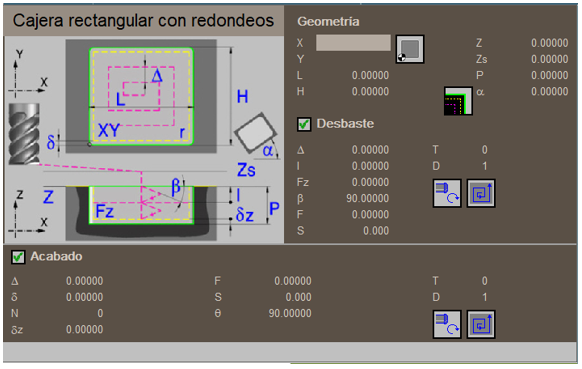 Cajera rectangular con redondeos
Y
X
Δ
L
H
XY
r
δ
α
Zs
Z
β
I
Fz
P
δz
Z
X
Geometría
X Z 0.00000
Y Zs 0.00000
L 0.00000 P 0.00000
H 0.00000 α 0.00000
Desbaste
Δ 0.00000 T 0
I 0.00000 D 1
Fz 0.00000
β 90.00000
F 0.00000
S 0.000
Acabado
Δ 0.00000 F 0.00000 T 0
δ 0.00000 S 0.000 D 1
N 0 θ 90.00000
δz 0.00000